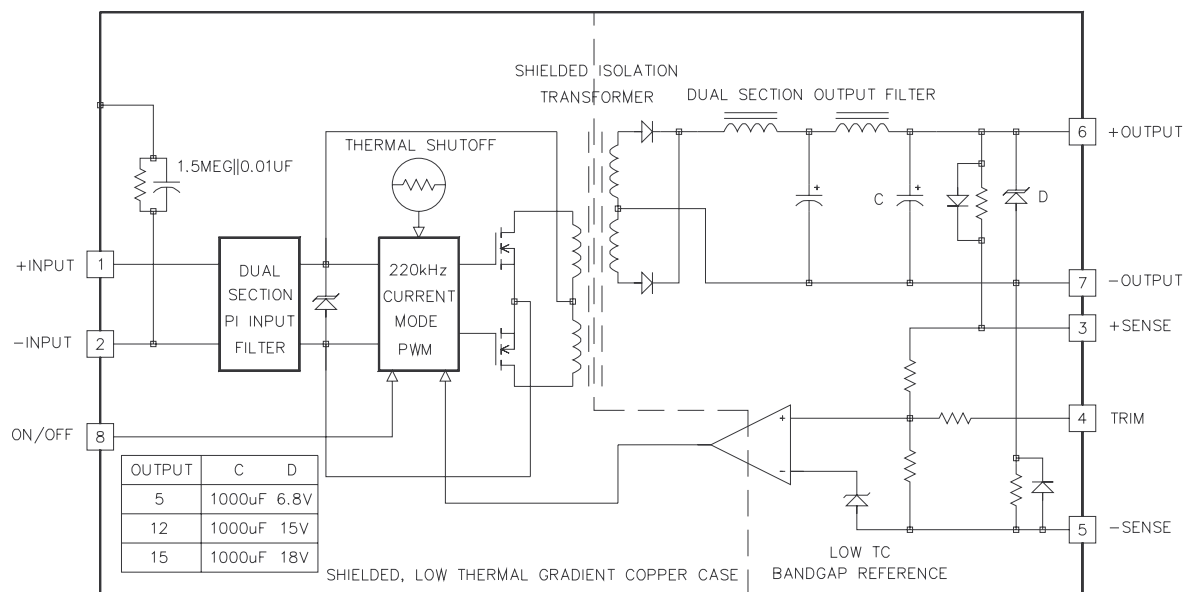 SHIELDED ISOLATION
TRANSFORMER
DUAL SECTION OUTPUT FILTER
6
+OUTPUT
THERMAL SHUTOFF
1.5MEG||0.01UF
+
C
+
D
+INPUT
1
DUAL
SECTION
PI INPUT
FILTER
220kHz
CURRENT
MODE
PWM
7
-OUTPUT
-INPUT
2
3
+SENSE
ON/OFF
8
+
-
4
TRIM
OUTPUT C D
5 1000uF 6.8V
12 1000uF 15V
15 1000uF 18V
5
-SENSE
LOW TC
BANDGAP REFERENCE
SHIELDED, LOW THERMAL GRADIENT COPPER CASE